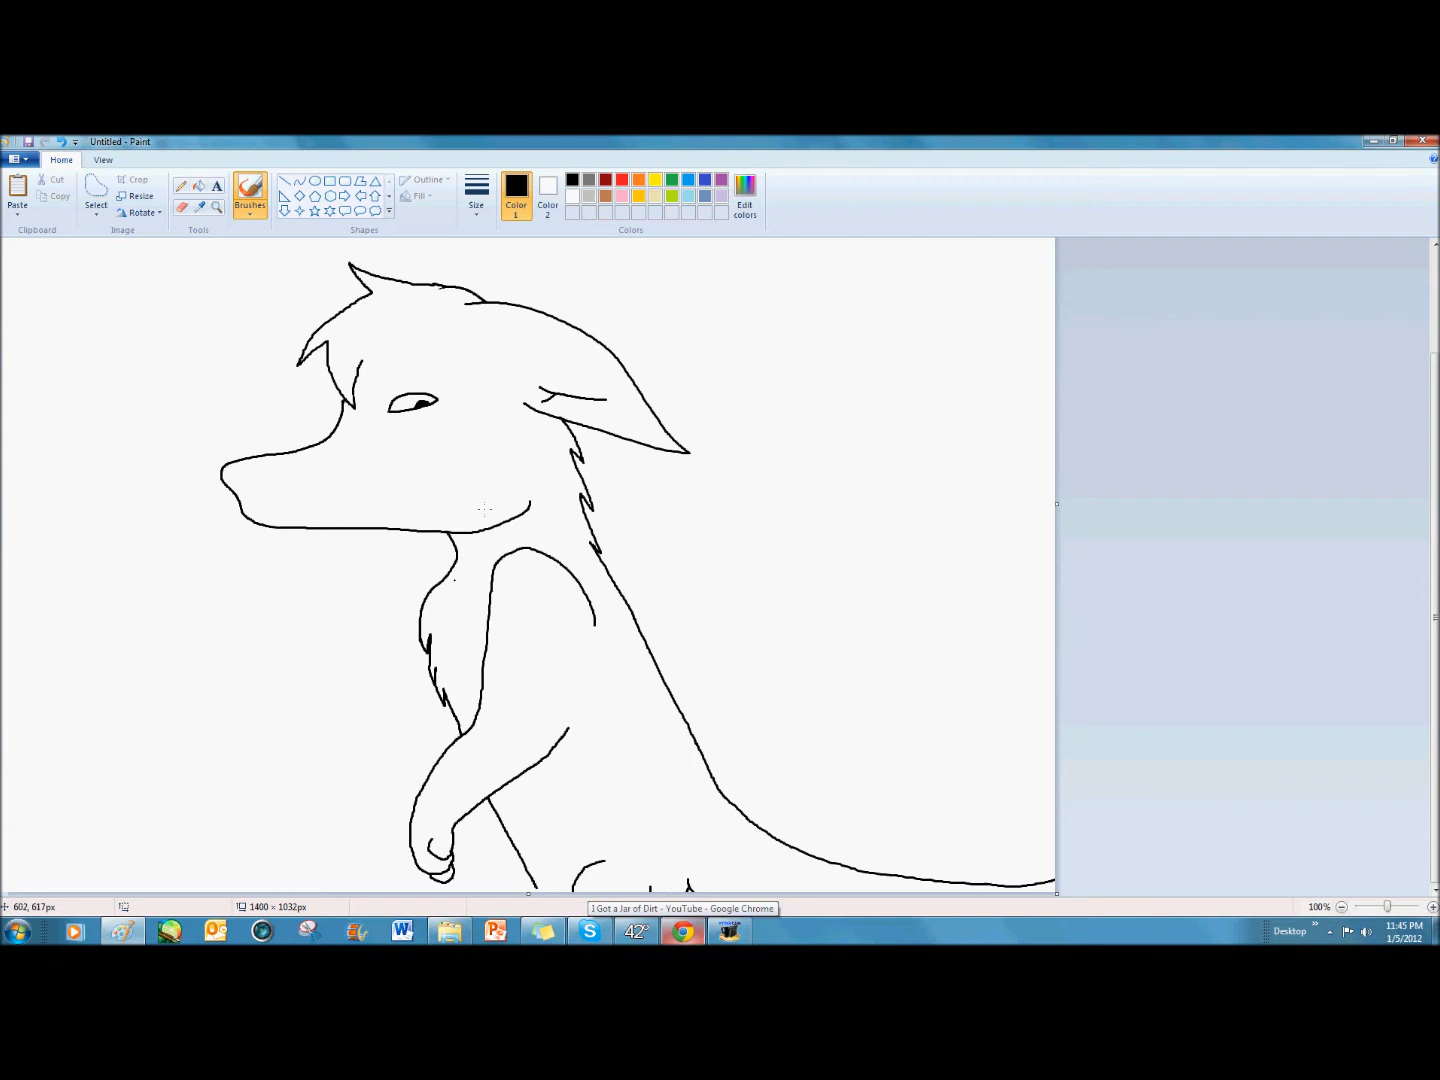 Untitled - Paint
Home View
Paste
Cut
Copy
Clipboard
Select
Crop
Resize
Rotate
Image
A
Tools
Brushes
Shapes
Outline
Fill
Size
Color
1
Color
2
Edit
colors
Colors
602, 617px
1400 × 1032px
I Got a Jar of Dirt - YouTube - Google Chrome
100%
42°
Desktop
11:45 PM
1/5/2012